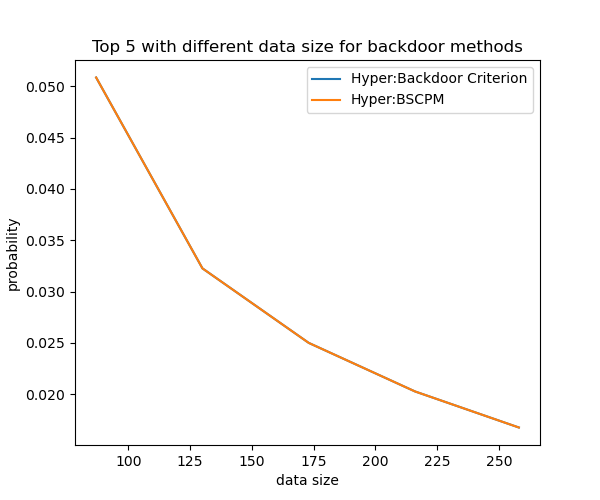 Top 5 with different data size for backdoor methods
Hyper:Backdoor Criterion
Hyper:BSCPM
0.050
0.045
0.040
0.035
0.030
0.025
0.020
probability
100 125 150 175 200 225 250
data size